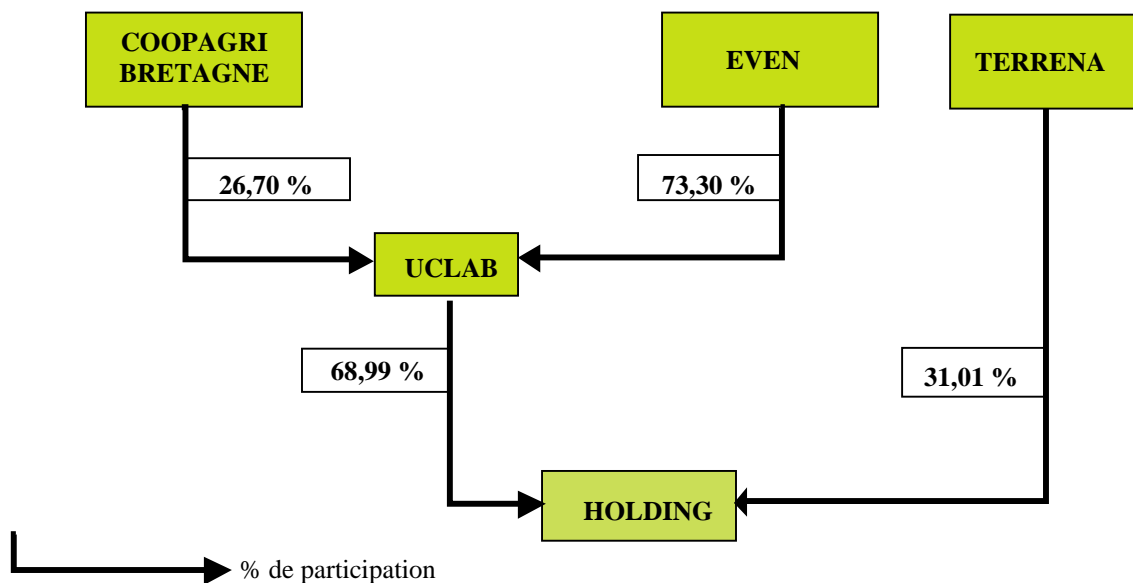 COOPAGRI
BRETAGNE
EVEN
TERRENA
26,70 %
73,30 %
UCLAB
68,99 %
31,01 %
HOLDING
% de participation